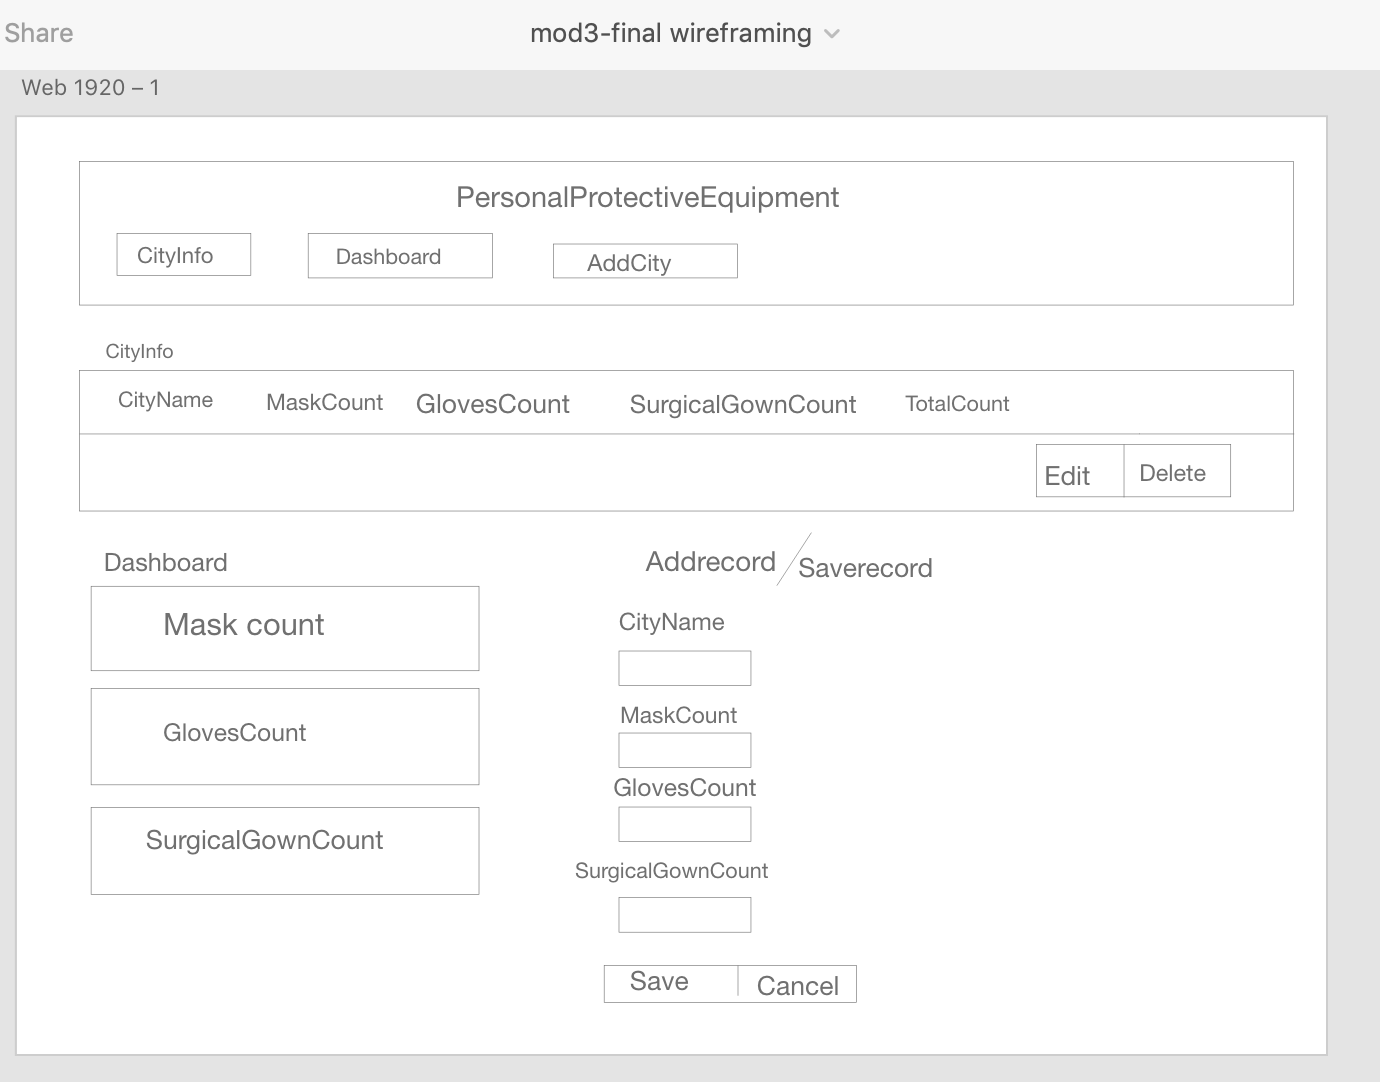 Share
mod3-final wireframing
Web 1920 – 1
PersonalProtectiveEquipment
CityInfo
Dashboard
AddCity
CityInfo
CityName MaskCount GlovesCount SurgicalGownCount TotalCount
Edit Delete
Dashboard
Mask count
GlovesCount
SurgicalGownCount
Addrecord / Saverecord
CityName
MaskCount
GlovesCount
SurgicalGownCount
Save Cancel